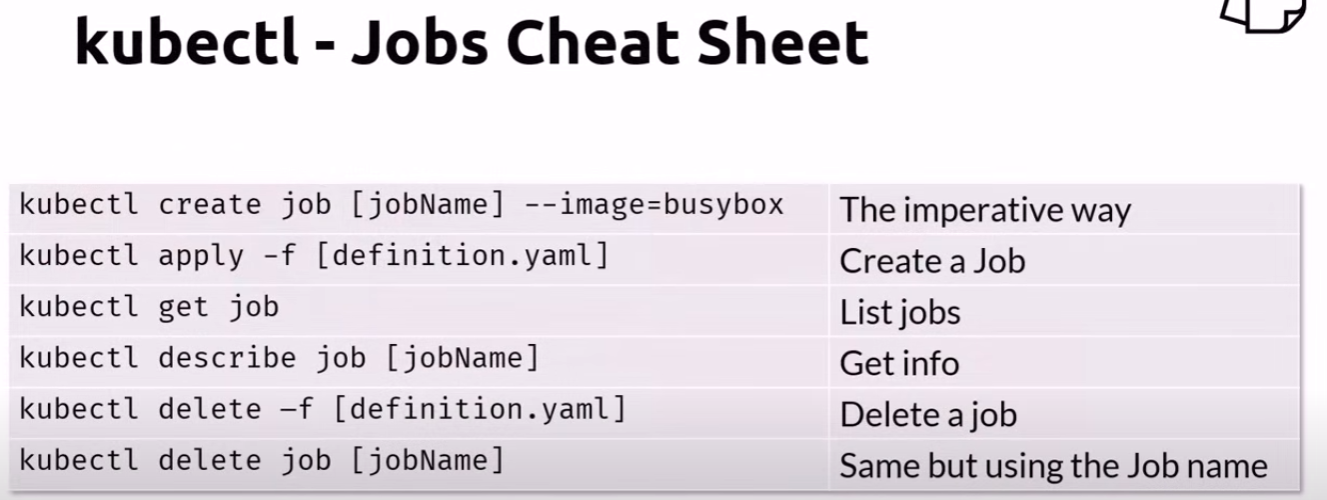 kubectl - Jobs Cheat Sheet
kubectl create job [jobName] --image=busybox The imperative way
kubectl apply -f [definition.yaml] Create a Job
kubectl get job List jobs
kubectl describe job [jobName] Get info
kubectl delete –f [definition.yaml] Delete a job
kubectl delete job [jobName] Same but using the Job name